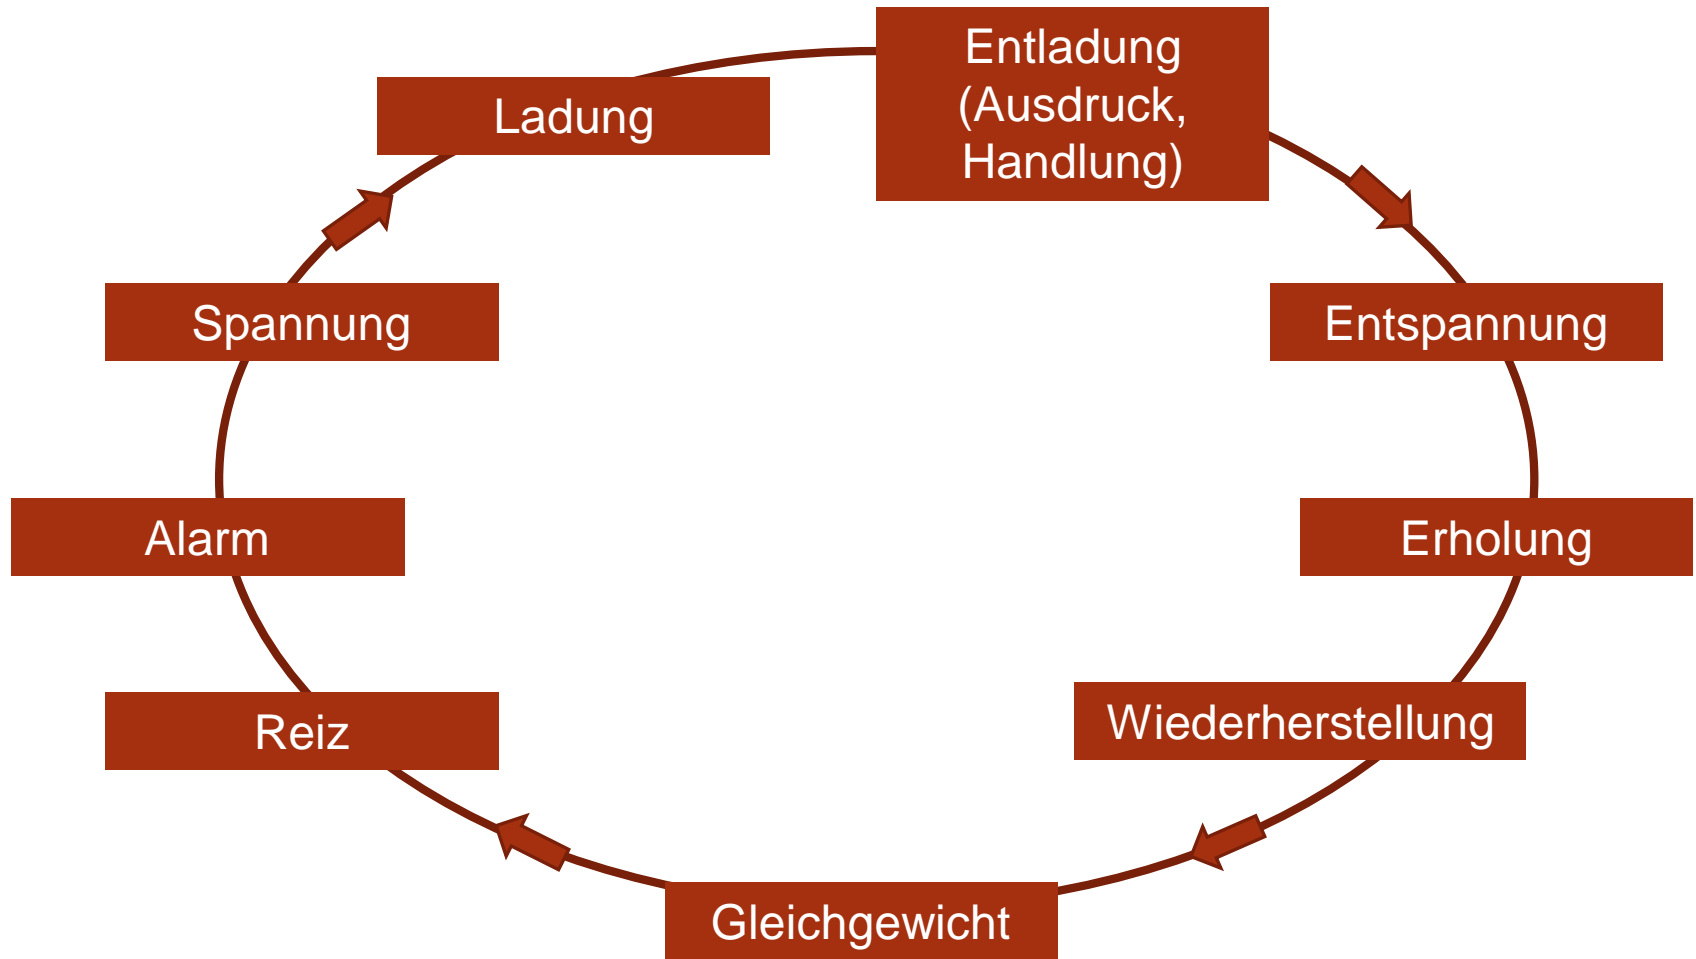 Entladung
(Ausdruck,
Handlung)
Ladung
Spannung
Entspannung
Alarm
Erholung
Reiz
Wiederherstellung
Gleichgewicht